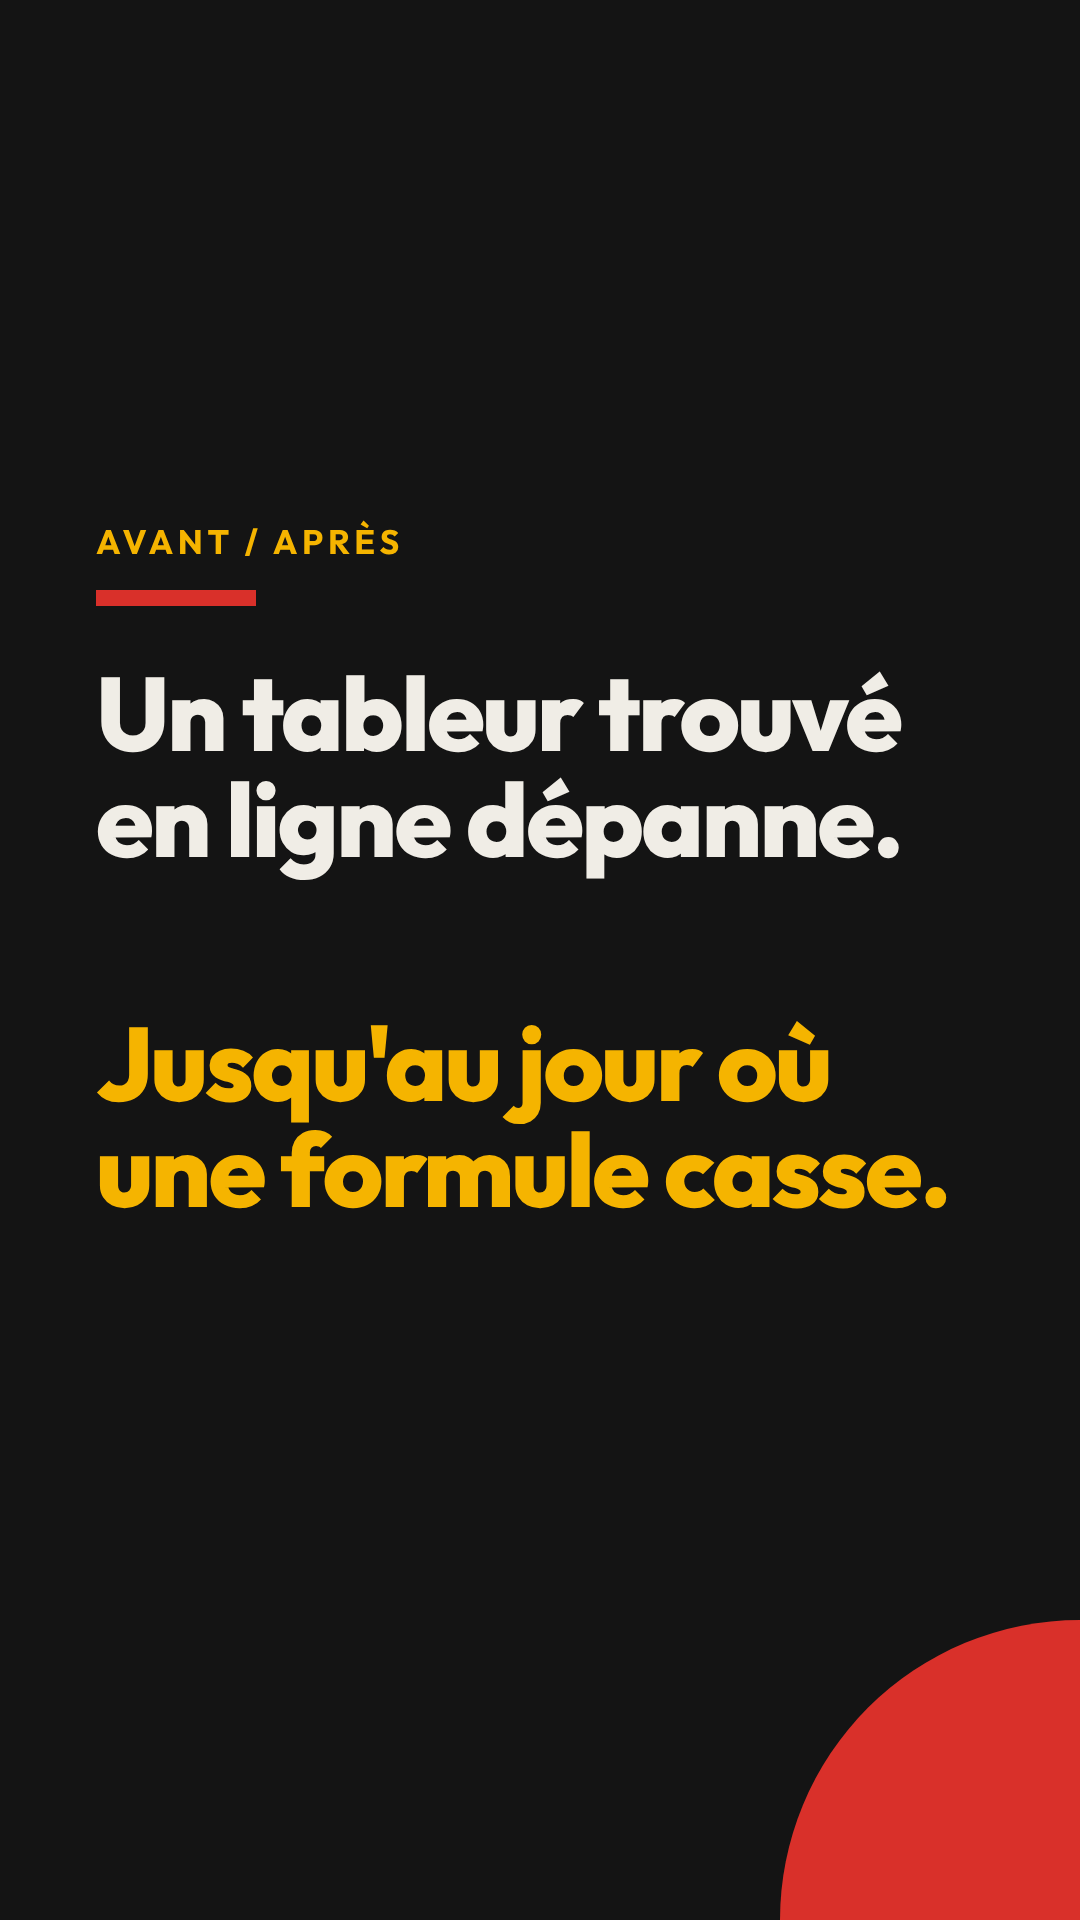 AVANT / APRÈS
Un tableur trouvé
en ligne dépanne.
Jusqu'au jour où
une formule casse.